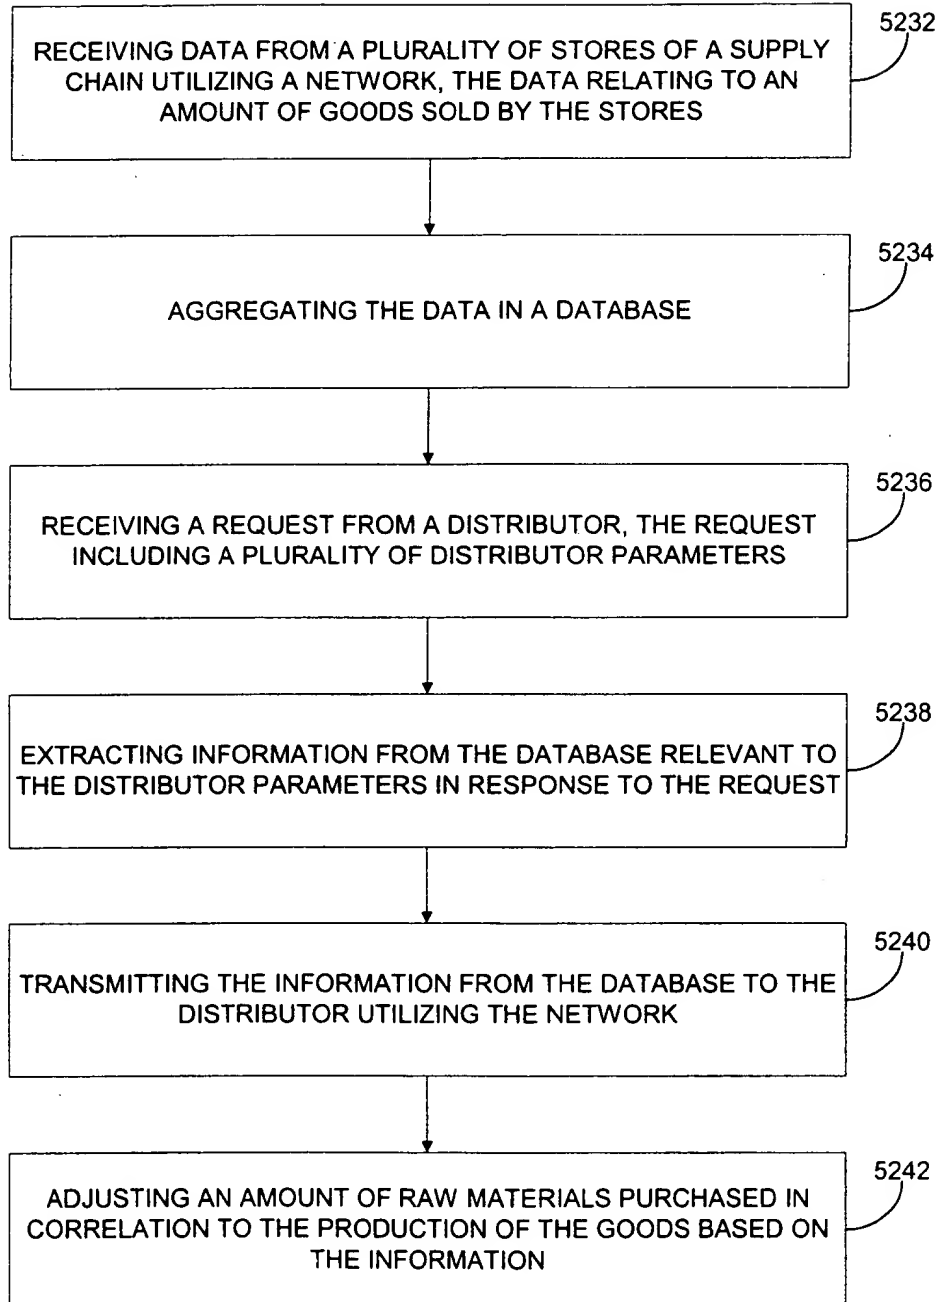 5232
RECEIVING DATA FROM A PLURALITY OF STORES OF A SUPPLY
CHAIN UTILIZING A NETWORK, THE DATA RELATING TO AN
AMOUNT OF GOODS SOLD BY THE STORES
5234
AGGREGATING THE DATA IN A DATABASE
5236
RECEIVING A REQUEST FROM A DISTRIBUTOR, THE REQUEST
INCLUDING A PLURALITY OF DISTRIBUTOR PARAMETERS
5238
EXTRACTING INFORMATION FROM THE DATABASE RELEVANT TO
THE DISTRIBUTOR PARAMETERS IN RESPONSE TO THE REQUEST
5240
TRANSMITTING THE INFORMATION FROM THE DATABASE TO THE
DISTRIBUTOR UTILIZING THE NETWORK
5242
ADJUSTING AN AMOUNT OF RAW MATERIALS PURCHASED IN
CORRELATION TO THE PRODUCTION OF THE GOODS BASED ON
THE INFORMATION